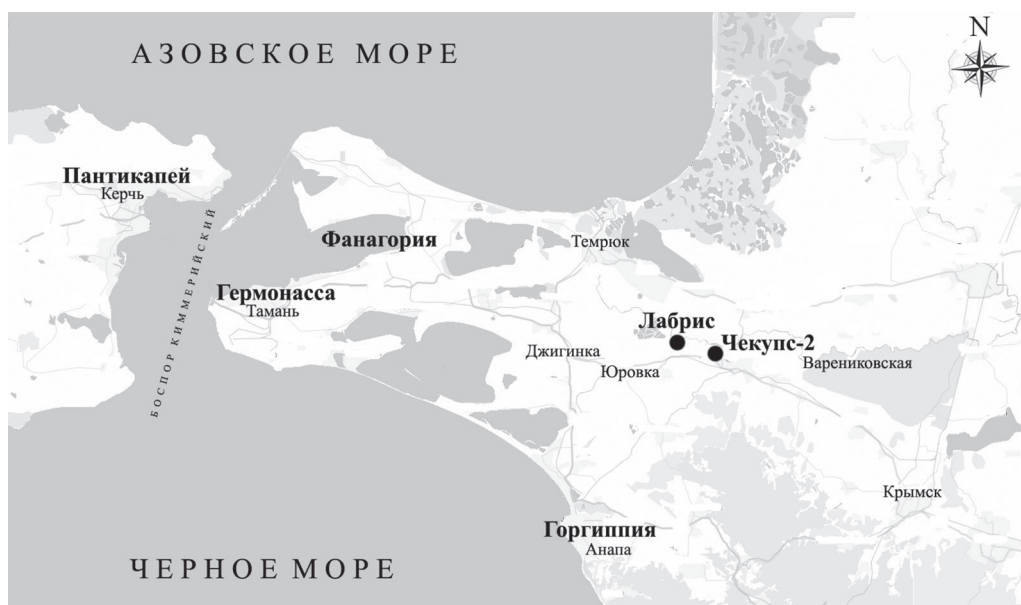 АЗОВСКОЕ МОРЕ
N
Пантикапей
Керчь
БОСПОР КИММЕРИЙСКИЙ
Фанагория
Темрюк
Гермонасса
Тамань
Лабрис
Чекупс-2
Джигинка
Юровка
Варениковская
Крымск
Горгиппия
Анапа
ЧЕРНОЕ МОРЕ